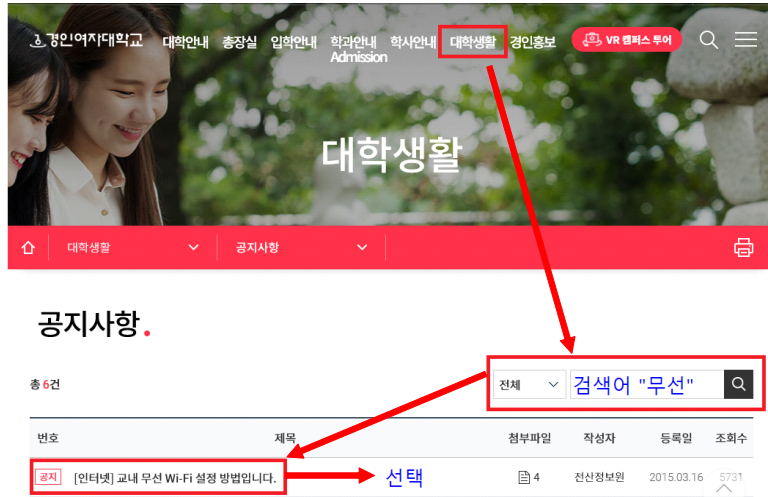 경인여자대학교 대학안내 총장실 입학안내 학과안내 학사안내 대학생활 경인홍보 VR 캠퍼스 투어
Admission
대학생활
대학생활 공지사항
공지사항.
총 6건 전체 검색어 "무선"
번호 제목 첨부파일 작성자 등록일 조회수
공지 [인터넷] 교내 무선 Wi-Fi 설정 방법입니다. 선택 4 전산정보원 2015.03.16 5731